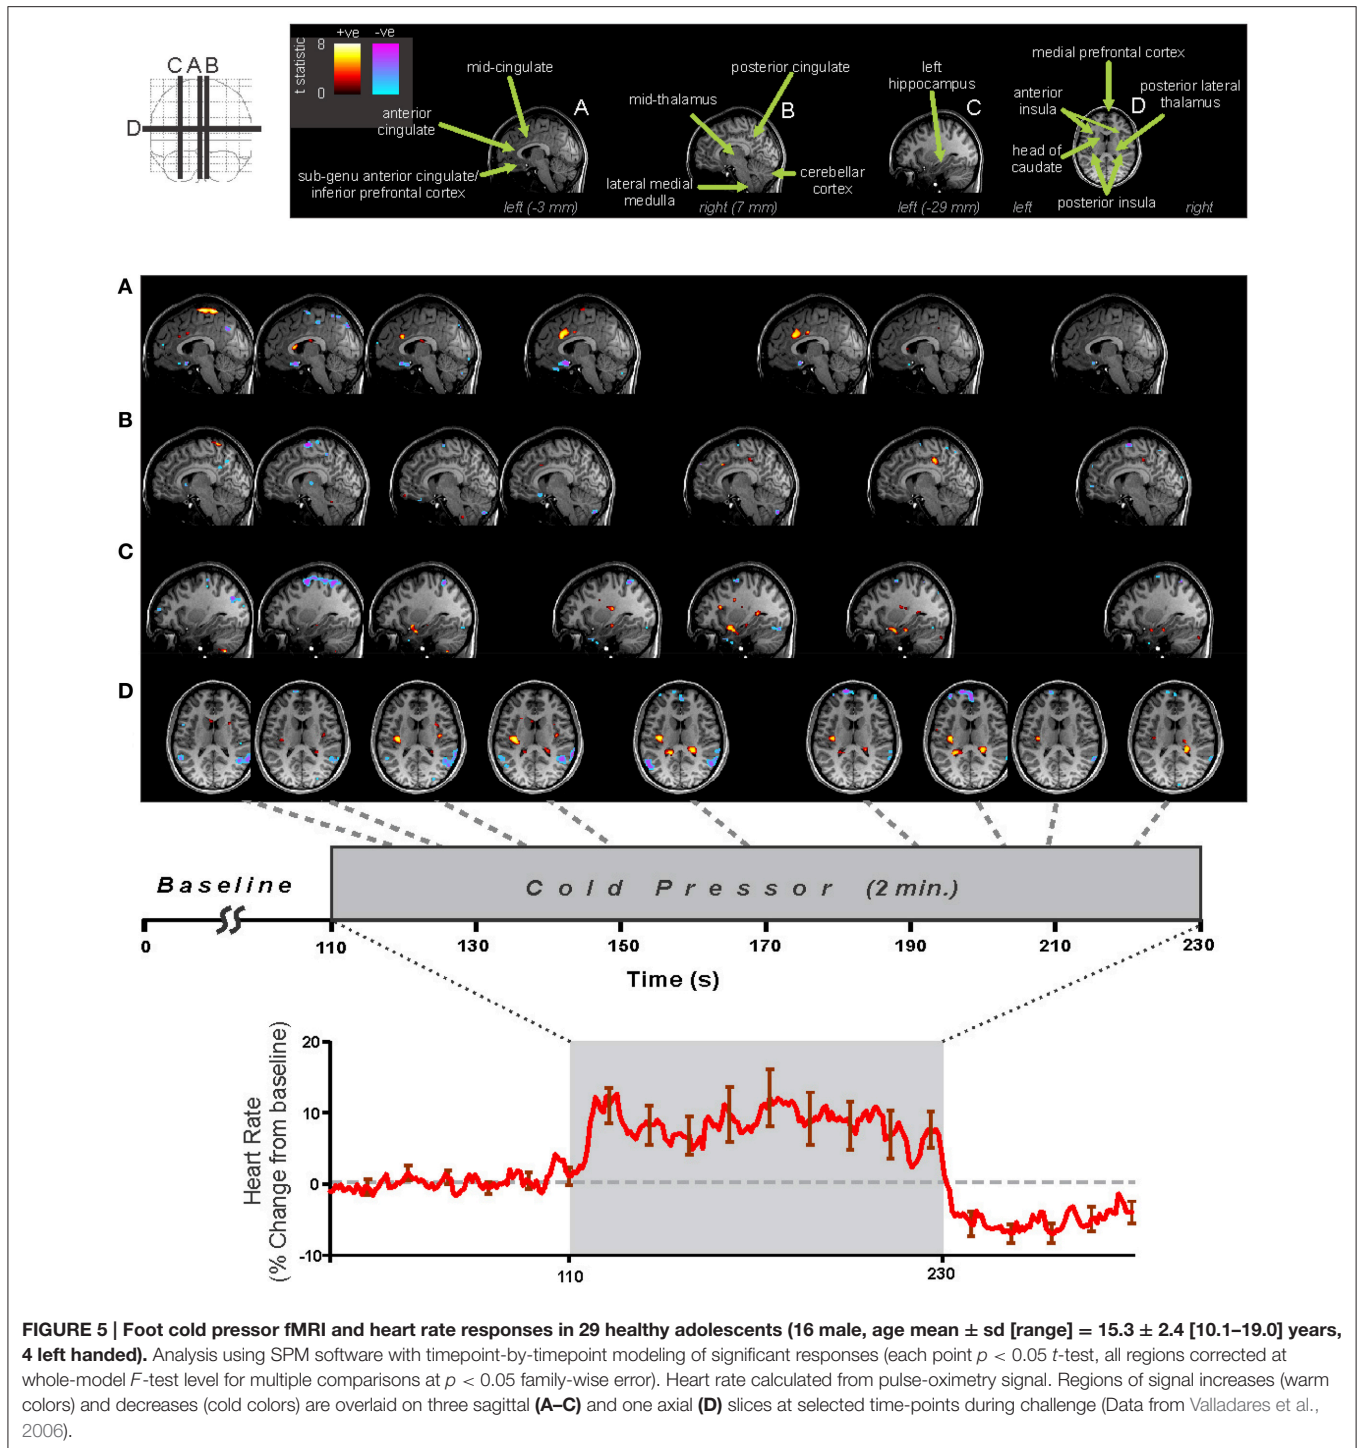 +ve -ve
8
t statistic
0
C A B
D
mid-cingulate
anterior
cingulate
sub-genu anterior cingulate/
inferior prefrontal cortex
A
left (-3 mm)
posterior cingulate
mid-thalamus
B
lateral medial
medulla
cerebellar
cortex
right (7 mm)
left
hippocampus
C
left (-29 mm)
medial prefrontal cortex
anterior
insula
D
posterior lateral
thalamus
head of
caudate
posterior insula
left
right
A
B
C
D
Baseline
Cold Pressor (2 min.)
0 110 130 150 170 190 210 230
Time (s)
Heart Rate
(% Change from baseline)
20
10
0
-10
110 230
FIGURE 5 | Foot cold pressor fMRI and heart rate responses in 29 healthy adolescents (16 male, age mean ± sd [range] = 15.3 ± 2.4 [10.1–19.0] years,
4 left handed). Analysis using SPM software with timepoint-by-timepoint modeling of significant responses (each point p < 0.05 t-test, all regions corrected at
whole-model F-test level for multiple comparisons at p < 0.05 family-wise error). Heart rate calculated from pulse-oximetry signal. Regions of signal increases (warm
colors) and decreases (cold colors) are overlaid on three sagittal (A–C) and one axial (D) slices at selected time-points during challenge (Data from Valladares et al.,
2006).